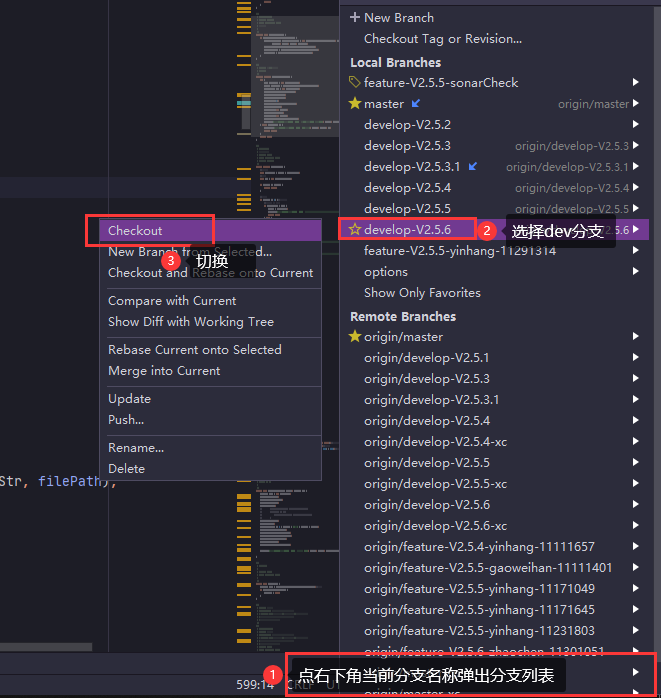 New Branch
Checkout Tag or Revision...
Local Branches
feature-V2.5.5-sonarCheck
master origin/master
develop-V2.5.2
develop-V2.5.3 origin/develop-V2.5.3
develop-V2.5.3.1 origin/develop-V2.5.3.1
develop-V2.5.4 origin/develop-V2.5.4
develop-V2.5.5 origin/develop-V2.5.5
develop-V2.5.6 2 选择dev分支 2.5.6
feature-V2.5.5-yinhang-11291314
options
Show Only Favorites
Remote Branches
origin/master
origin/develop-V2.5.1
origin/develop-V2.5.3
origin/develop-V2.5.3.1
origin/develop-V2.5.4
origin/develop-V2.5.4-xc
origin/develop-V2.5.5
origin/develop-V2.5.5-xc
origin/develop-V2.5.6
origin/develop-V2.5.6-xc
origin/feature-V2.5.4-yinhang-11111657
origin/feature-V2.5.5-gaoweihan-11111401
origin/feature-V2.5.5-yinhang-11171049
origin/feature-V2.5.5-yinhang-11171645
origin/feature-V2.5.5-yinhang-11231803
origin/feature-V2.5.6-zhaochen-11301051
1 点右下角当前分支名称弹出分支列表
origin/master-xc
Checkout
New Branch from Selected...
3 切换
Checkout and Rebase onto Current
Compare with Current
Show Diff with Working Tree
Rebase Current onto Selected
Merge into Current
Update
Push...
Rename...
Delete
Str, filePath);
599:14 CRLF